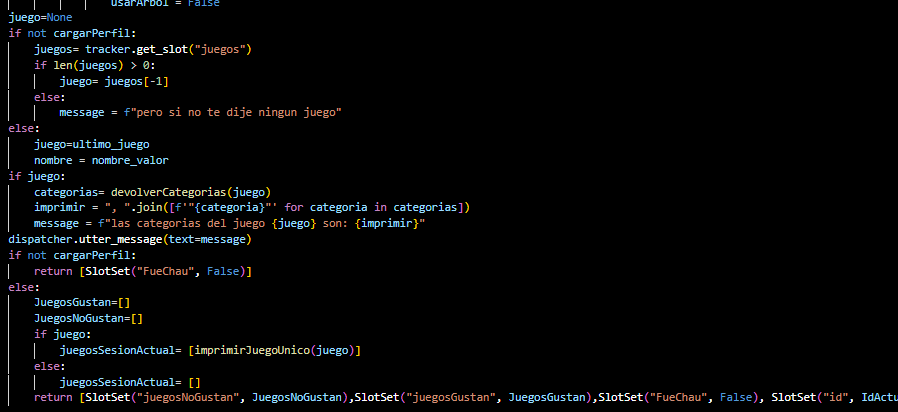 usarArbol = False
juego=None
if not cargarPerfil:
    juegos= tracker.get_slot("juegos")
    if len(juegos) > 0:
        juego= juegos[-1]
    else:
        message = f"pero si no te dije ningun juego"
else:
    juego=ultimo_juego
    nombre = nombre_valor
if juego:
    categorias= devolverCategorias(juego)
    imprimir = ", ".join([f'"{categoria}"' for categoria in categorias])
    message = f"las categorias del juego {juego} son: {imprimir}"
dispatcher.utter_message(text=message)
if not cargarPerfil:
    return [SlotSet("FueChau", False)]
else:
    JuegosGustan=[]
    JuegosNoGustan=[]
    if juego:
        juegosSesionActual= [imprimirJuegoUnico(juego)]
    else:
        juegosSesionActual= []
    return [SlotSet("juegosNoGustan", JuegosNoGustan),SlotSet("juegosGustan", JuegosGustan),SlotSet("FueChau", False), SlotSet("id", IdActu